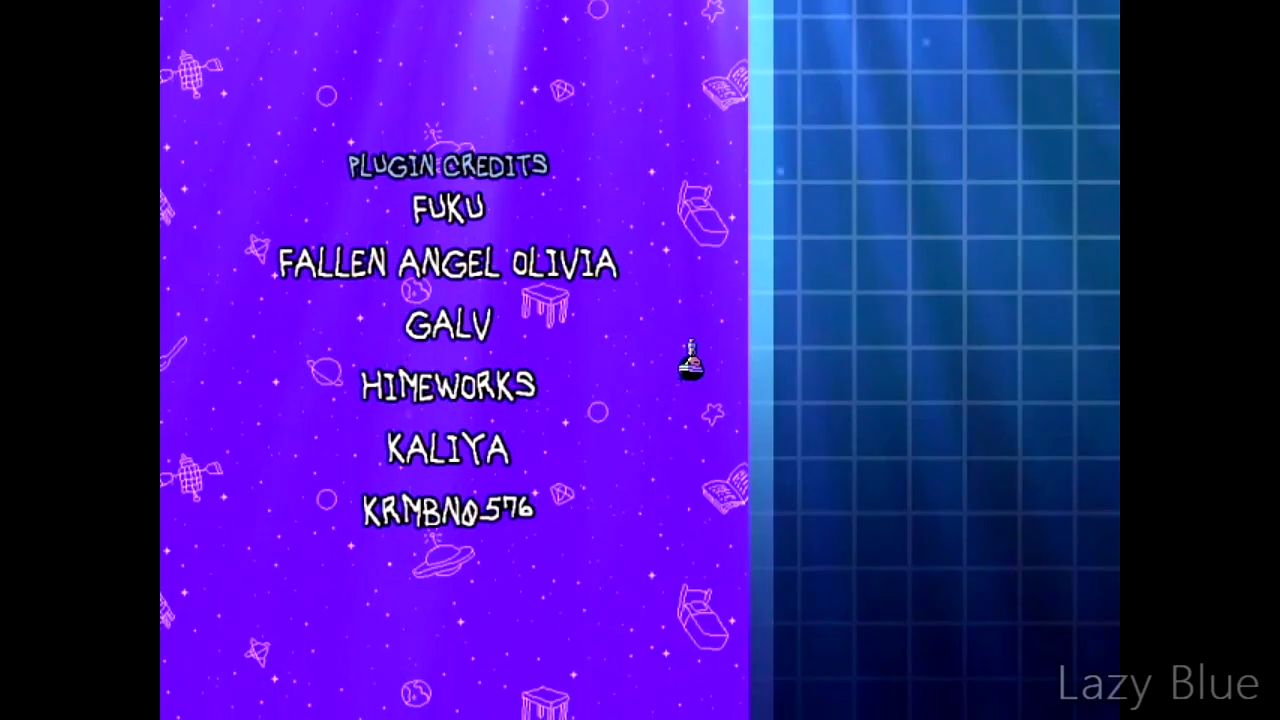 PLUGIN CREDITS
FUKU
FALLEN ANGEL OLIVIA
GALV
HIMEWORKS
KALIYA
KRMBN0576
Lazy Blue